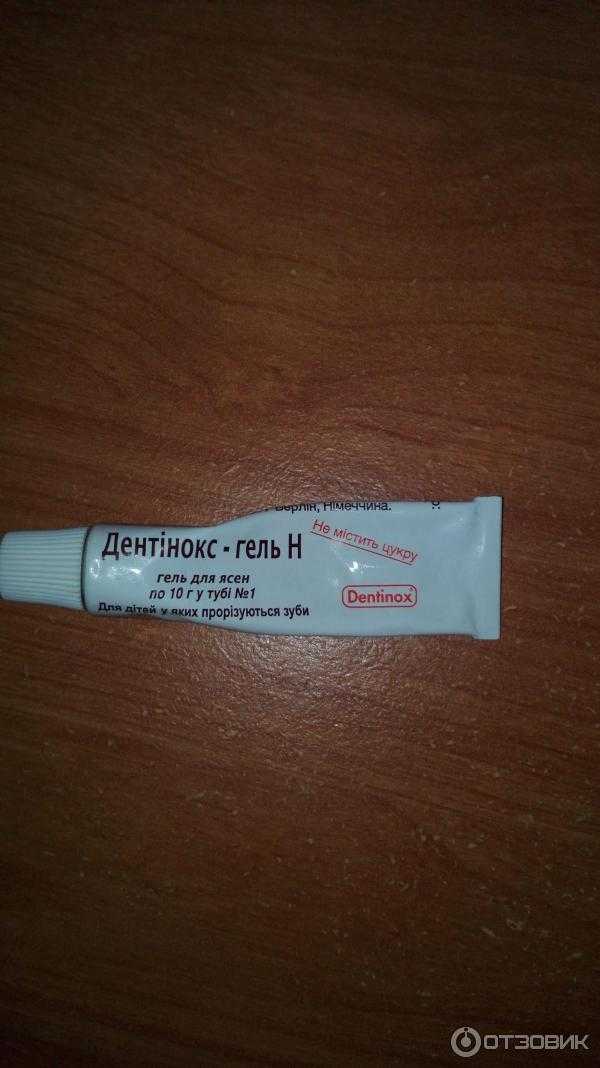 Берлін, Німеччина.
Не містить цукру
Дентінокс - гель Н
гель для ясен
по 10 г у тубі №1
Для дітей у яких прорізуються зуби
Dentinox
ОТЗОВИК